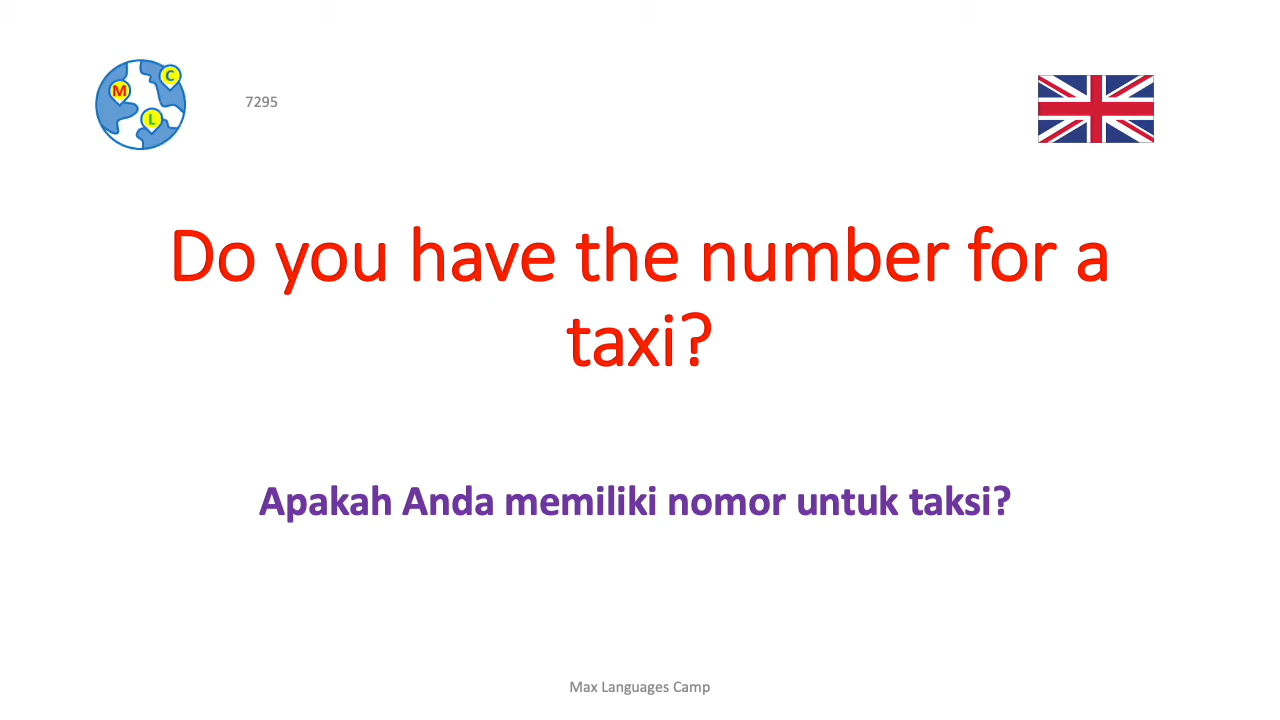 C
M
L
7295
Do you have the number for a
taxi?
Apakah Anda memiliki nomor untuk taksi?
Max Languages Camp